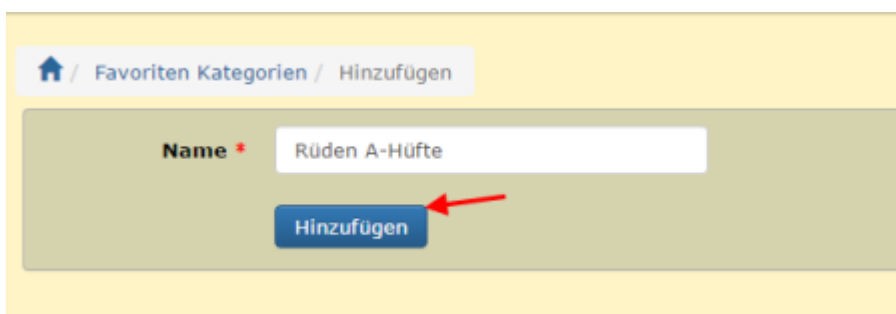 / Favoriten Kategorien / Hinzufügen
Name * Rüden A-Hüfte
Hinzufügen